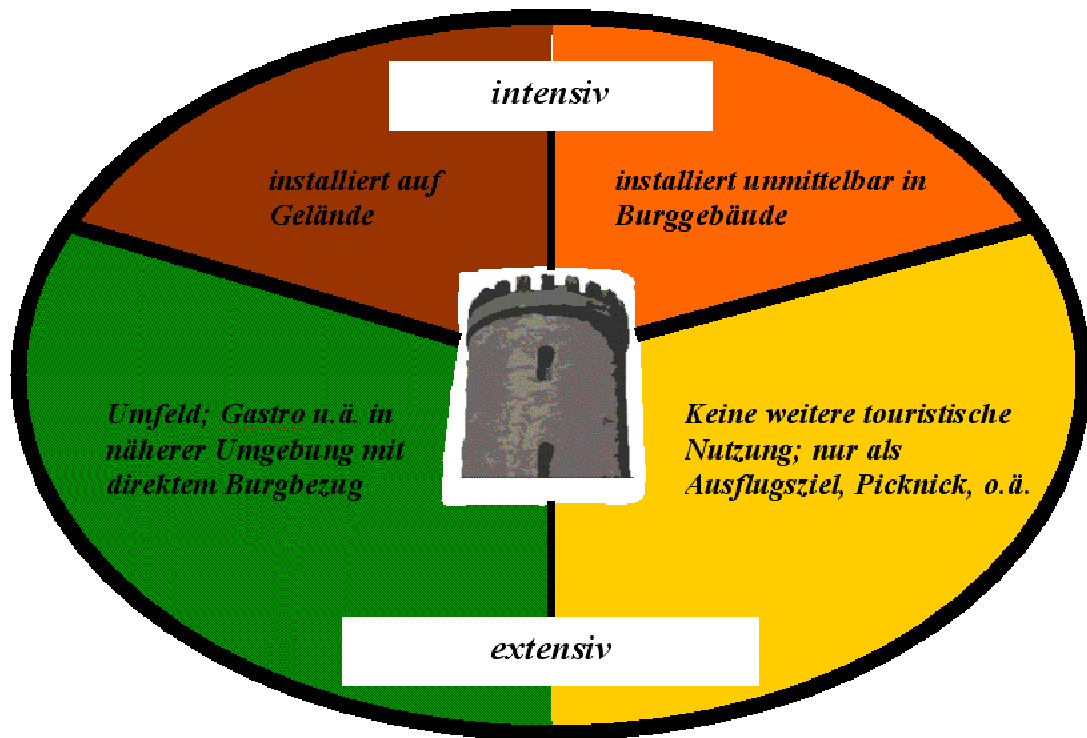 intensiv
installiert auf
Gelände
installiert unmittelbar in
Burggebäude
Umfeld; Gastro u.ä. in
näherer Umgebung mit
direktem Burgbezug
Keine weitere touristische
Nutzung; nur als
Ausflugsziel, Picknick, o.ä.
extensiv